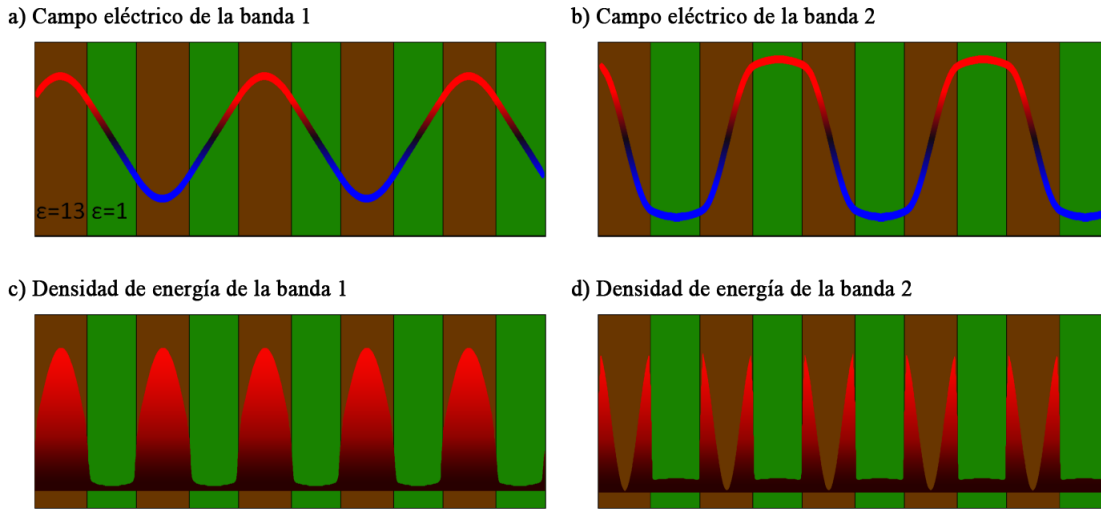 a) Campo eléctrico de la banda 1
b) Campo eléctrico de la banda 2
ε=13 ε=1
c) Densidad de energía de la banda 1
d) Densidad de energía de la banda 2